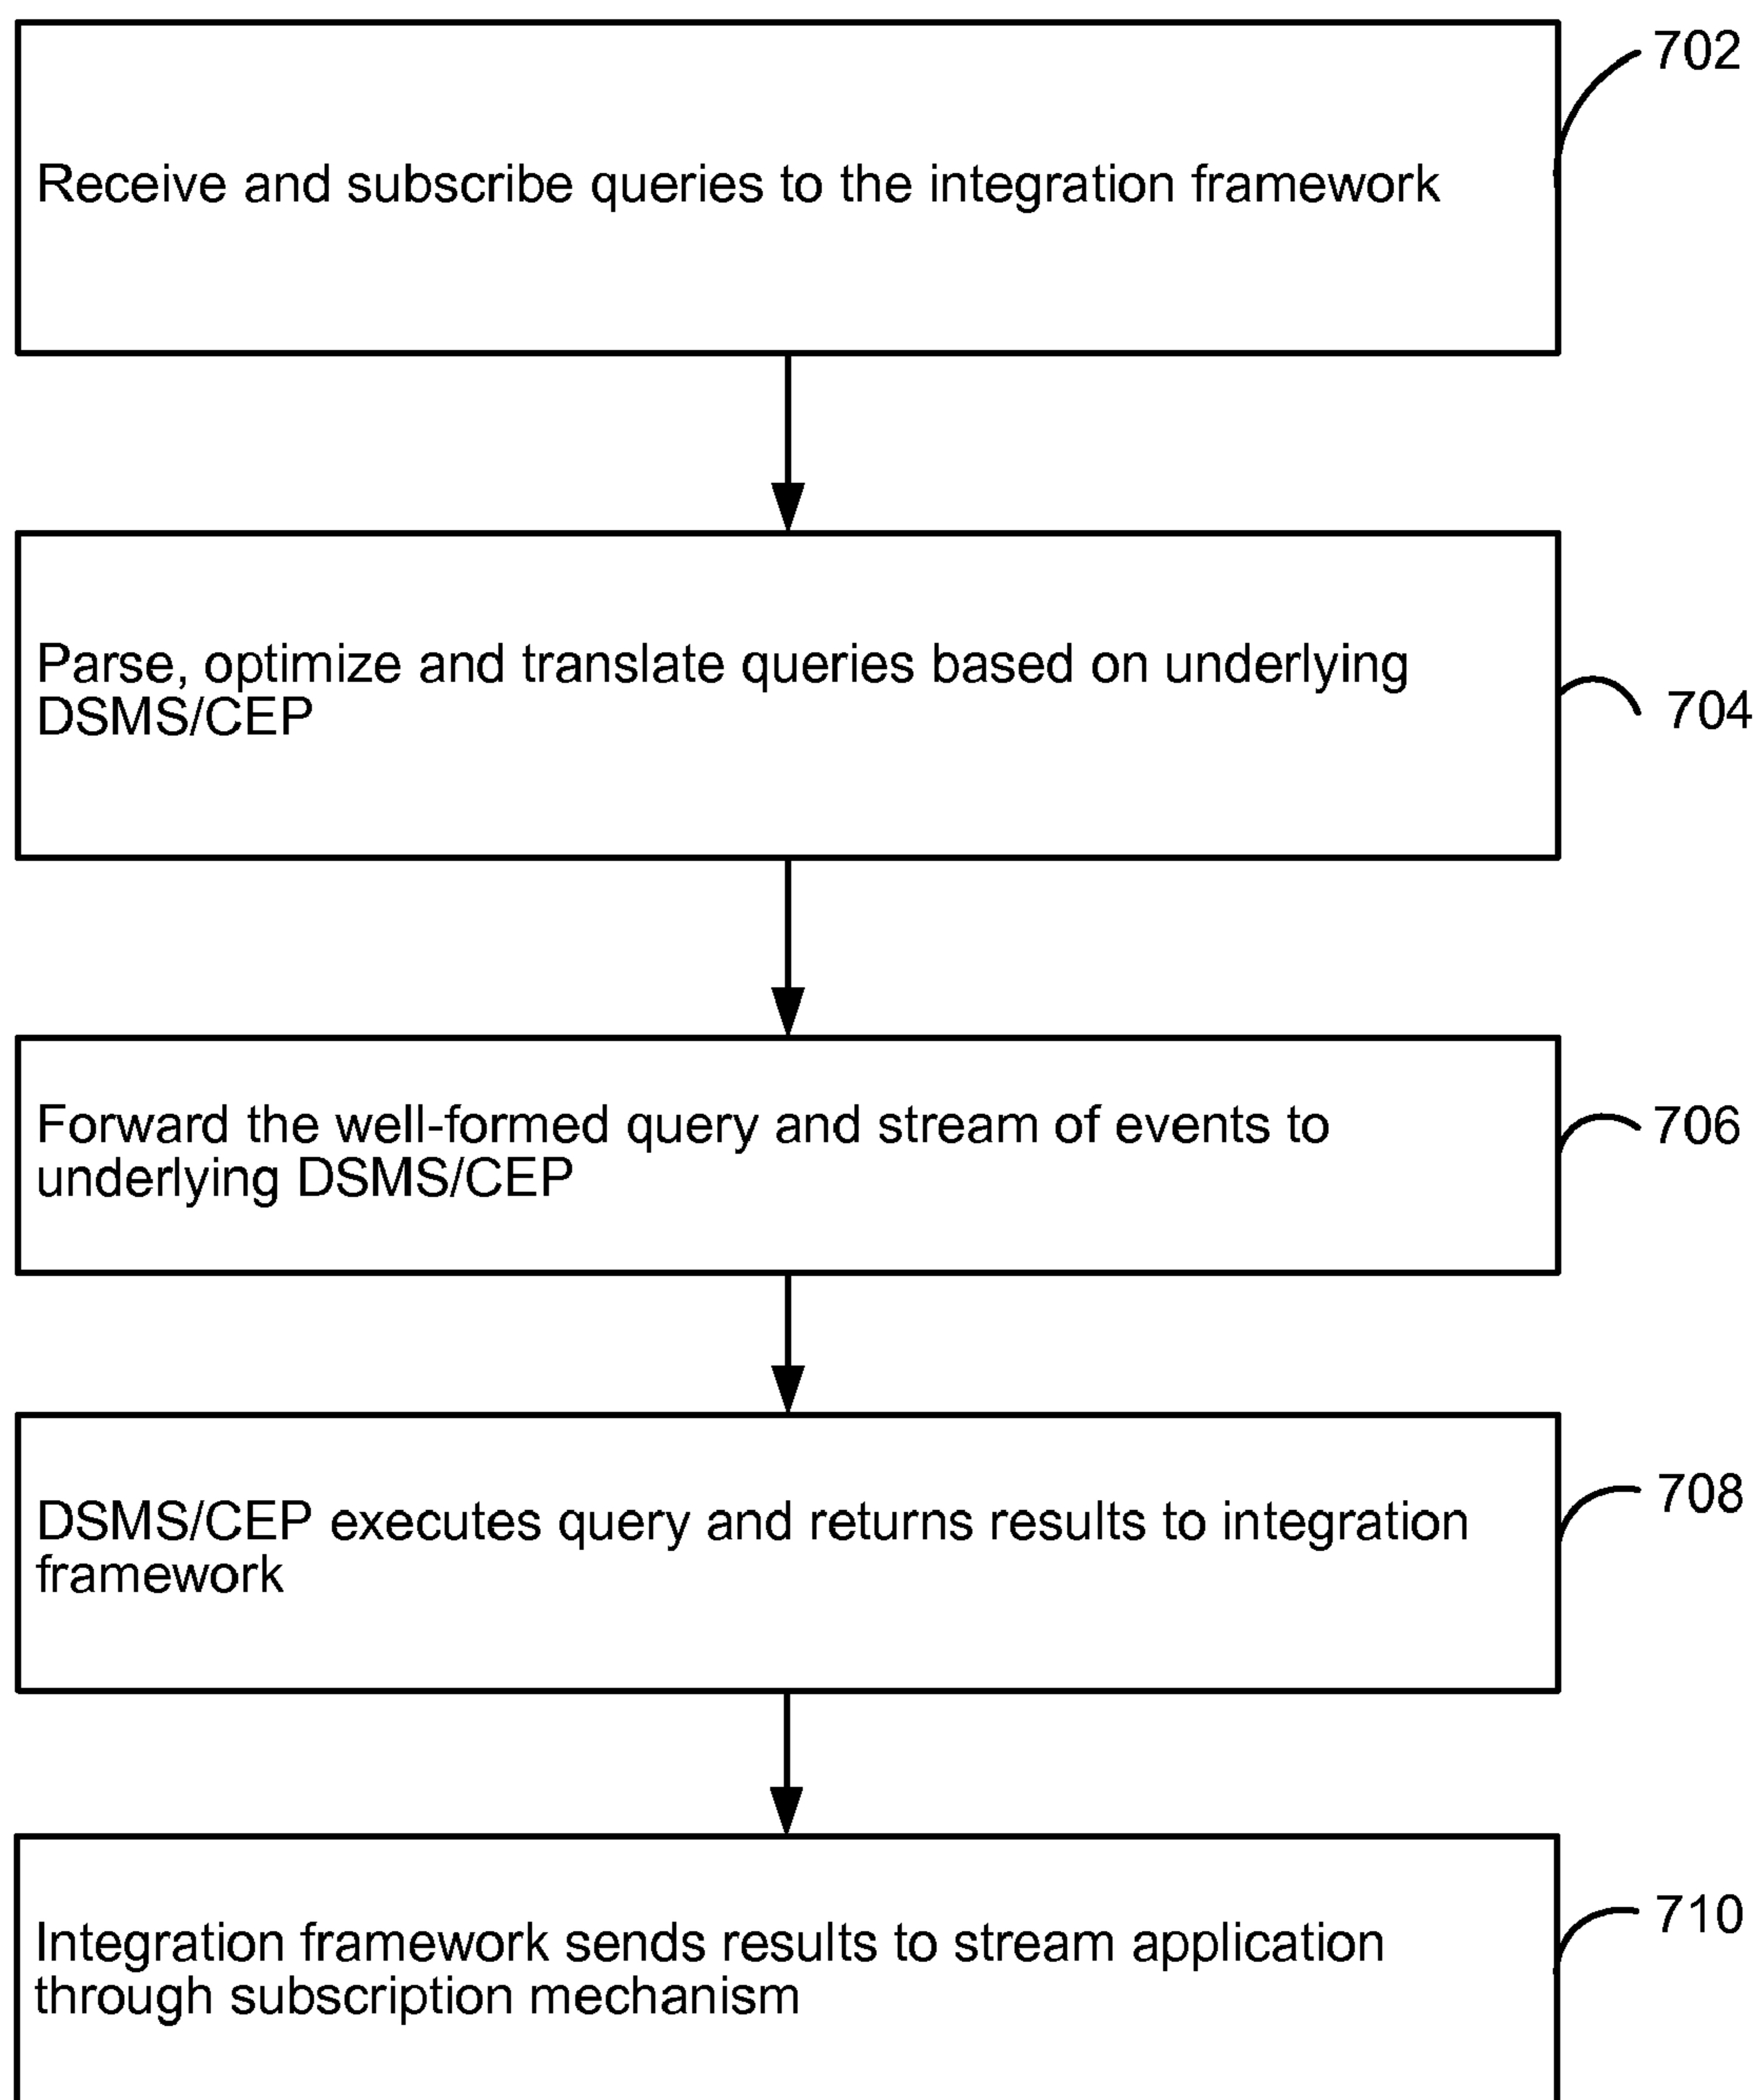 702
Receive and subscribe queries to the integration framework
Parse, optimize and translate queries based on underlying
DSMS/CEP
704
Forward the well-formed query and stream of events to
underlying DSMS/CEP
706
DSMS/CEP executes query and returns results to integration
framework
708
Integration framework sends results to stream application
through subscription mechanism
710